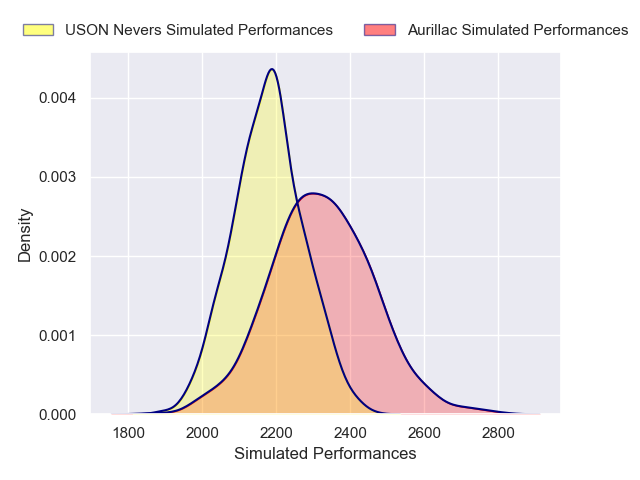 USON Nevers Simulated Performances Aurillac Simulated Performances
0.004
0.003
0.002
0.001
0.000
Density
1800 2000 2200 2400 2600 2800
Simulated Performances